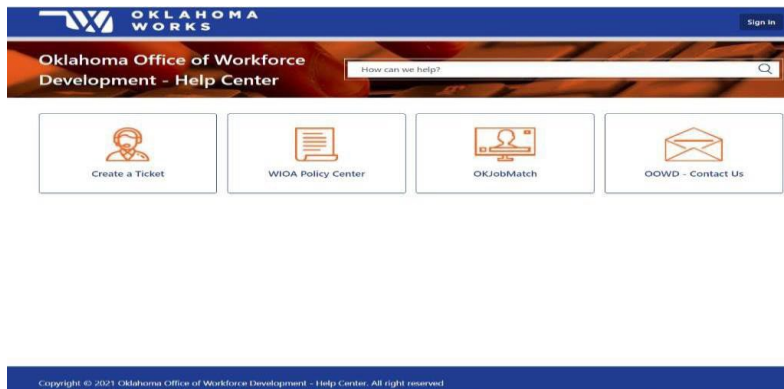 OKLAHOMA
WORKS
Sign In
Oklahoma Office of Workforce
Development - Help Center
How can we help?
Create a Ticket
WIOA Policy Center
OKJobMatch
OOWD - Contact Us
Copyright © 2021 Oklahoma Office of Workforce Development - Help Center. All right reserved